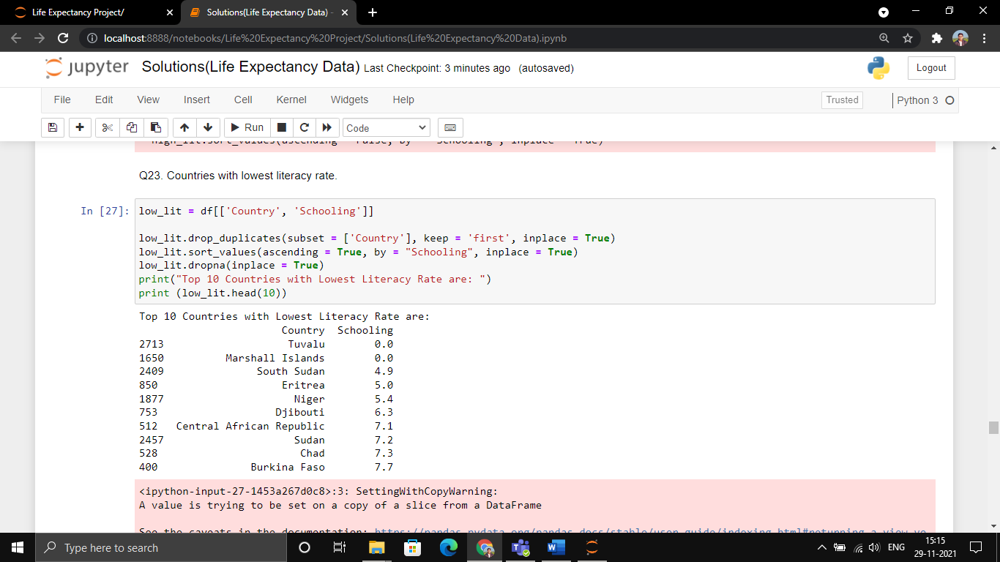 Life Expectancy Project/
Solutions(Life Expectancy Data) -
localhost:8888/notebooks/Life%20Expectancy%20Project/Solutions(Life%20Expectancy%20Data).ipynb
jupyter Solutions(Life Expectancy Data) Last Checkpoint: 3 minutes ago (autosaved)
Logout
File Edit View Insert Cell Kernel Widgets Help
Trusted
Python 3
Run
Code
high_lit.sort_values(ascending = False, by = "Schooling", inplace = True)
Q23. Countries with lowest literacy rate.
In [27]:
low_lit = df[['Country', 'Schooling']]
low_lit.drop_duplicates(subset = ['Country'], keep = 'first', inplace = True)
low_lit.sort_values(ascending = True, by = "Schooling", inplace = True)
low_lit.dropna(inplace = True)
print("Top 10 Countries with Lowest Literacy Rate are: ")
print (low_lit.head(10))
Top 10 Countries with Lowest Literacy Rate are:
Country Schooling
2713 Tuvalu 0.0
1650 Marshall Islands 0.0
2409 South Sudan 4.9
850 Eritrea 5.0
1877 Niger 5.4
753 Djibouti 6.3
512 Central African Republic 7.1
2457 Sudan 7.2
528 Chad 7.3
400 Burkina Faso 7.7
<ipython-input-27-1453a267d0c8>:3: SettingWithCopyWarning:
A value is trying to be set on a copy of a slice from a DataFrame
See the caveats in the documentation: https://pandas.pydata.org/pandas-docs/stable/user_guide/indexing.html#returning-a-view-ve
Type here to search
ENG
15:15
29-11-2021